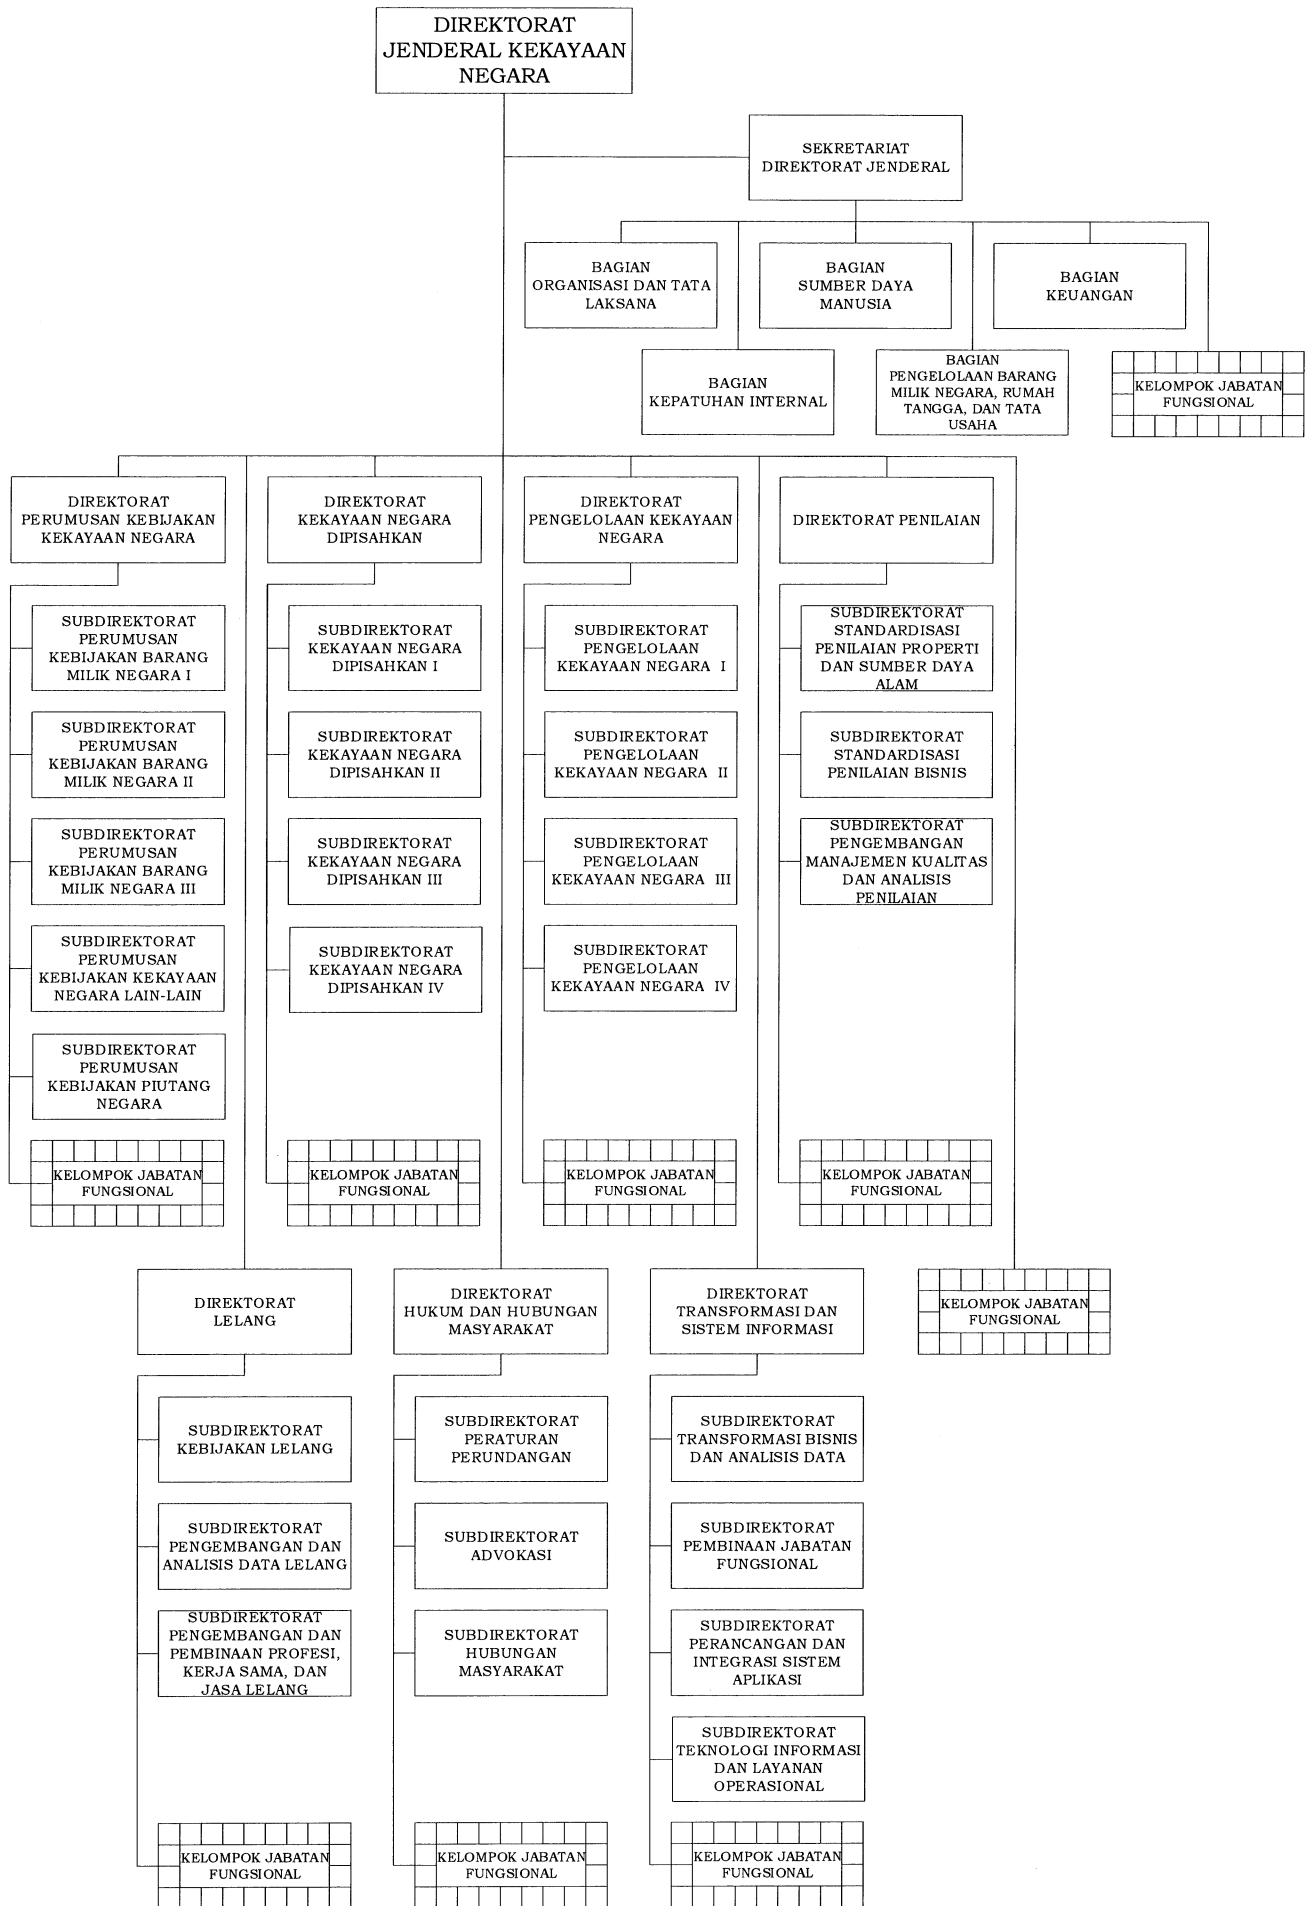 DIREKTORAT
JENDERAL KEKAYAAN
NEGARA
SEKRETARIAT
DIREKTORAT JENDERAL
BAGIAN
ORGANISASI DAN TATA
LAKSANA
BAGIAN
SUMBER DAYA
MANUSIA
BAGIAN
KEUANGAN
BAGIAN
KEPATUHAN INTERNAL
BAGIAN
PENGELOLAAN BARANG
MILIK NEGARA, RUMAH
TANGGA, DAN TATA
USAHA
KELOMPOK JABATAN
FUNGSIONAL
DIREKTORAT
PERUMUSAN KEBIJAKAN
KEKAYAAN NEGARA
SUBDIREKTORAT
PERUMUSAN
KEBIJAKAN BARANG
MILIK NEGARA I
SUBDIREKTORAT
PERUMUSAN
KEBIJAKAN BARANG
MILIK NEGARA II
SUBDIREKTORAT
PERUMUSAN
KEBIJAKAN BARANG
MILIK NEGARA III
SUBDIREKTORAT
PERUMUSAN
KEBIJAKAN KEKAYAAN
NEGARA LAIN-LAIN
SUBDIREKTORAT
PERUMUSAN
KEBIJAKAN PIUTANG
NEGARA
KELOMPOK JABATAN
FUNGSIONAL
DIREKTORAT
KEKAYAAN NEGARA
DIPISAHKAN
SUBDIREKTORAT
KEKAYAAN NEGARA
DIPISAHKAN I
SUBDIREKTORAT
KEKAYAAN NEGARA
DIPISAHKAN II
SUBDIREKTORAT
KEKAYAAN NEGARA
DIPISAHKAN III
SUBDIREKTORAT
KEKAYAAN NEGARA
DIPISAHKAN IV
KELOMPOK JABATAN
FUNGSIONAL
DIREKTORAT
PENGELOLAAN KEKAYAAN
NEGARA
SUBDIREKTORAT
PENGELOLAAN
KEKAYAAN NEGARA I
SUBDIREKTORAT
PENGELOLAAN
KEKAYAAN NEGARA II
SUBDIREKTORAT
PENGELOLAAN
KEKAYAAN NEGARA III
SUBDIREKTORAT
PENGELOLAAN
KEKAYAAN NEGARA IV
KELOMPOK JABATAN
FUNGSIONAL
DIREKTORAT PENILAIAN
SUBDIREKTORAT
STANDARDISASI
PENILAIAN PROPERTI
DAN SUMBER DAYA
ALAM
SUBDIREKTORAT
STANDARDISASI
PENILAIAN BISNIS
SUBDIREKTORAT
PENGEMBANGAN
MANAJEMEN KUALITAS
DAN ANALISIS
PENILAIAN
KELOMPOK JABATAN
FUNGSIONAL
DIREKTORAT
LELANG
SUBDIREKTORAT
KEBIJAKAN LELANG
SUBDIREKTORAT
PENGEMBANGAN DAN
ANALISIS DATA LELANG
SUBDIREKTORAT
PENGEMBANGAN DAN
PEMBINAAN PROFESI,
KERJA SAMA, DAN
JASA LELANG
KELOMPOK JABATAN
FUNGSIONAL
DIREKTORAT
HUKUM DAN HUBUNGAN
MASYARAKAT
SUBDIREKTORAT
PERATURAN
PERUNDANGAN
SUBDIREKTORAT
ADVOKASI
SUBDIREKTORAT
HUBUNGAN
MASYARAKAT
KELOMPOK JABATAN
FUNGSIONAL
DIREKTORAT
TRANSFORMASI DAN
SISTEM INFORMASI
SUBDIREKTORAT
TRANSFORMASI BISNIS
DAN ANALISIS DATA
SUBDIREKTORAT
PEMBINAAN JABATAN
FUNGSIONAL
SUBDIREKTORAT
PERANCANGAN DAN
INTEGRASI SISTEM
APLIKASI
SUBDIREKTORAT
TEKNOLOGI INFORMASI
DAN LAYANAN
OPERASIONAL
KELOMPOK JABATAN
FUNGSIONAL
KELOMPOK JABATAN
FUNGSIONAL